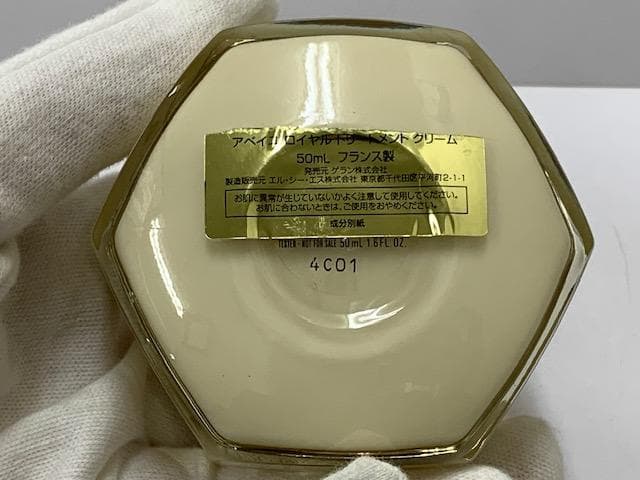 アベイユ ロイヤル トリートメント クリーム
50mL フランス製
発売元 ゲラン株式会社
製造販売元 エル・シー・エス株式会社 東京都千代田区平河町2-1-1
お肌に異常が生じていないかよく注意して使用してください。
お肌に合わないときは、ご使用をおやめください。
成分別紙
TESTER - NOT FOR SALE 50 mL 1.6 FL. OZ.
4C01